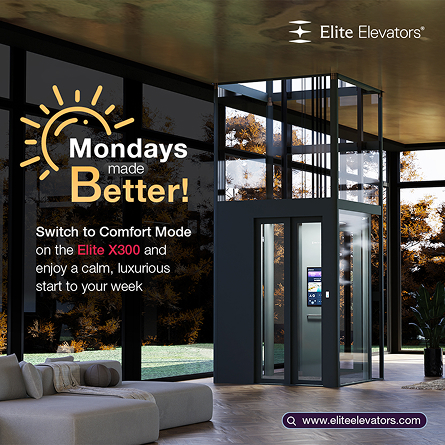 Elite Elevators®
Mondays
made
Better!
Switch to Comfort Mode
on the Elite X300 and
enjoy a calm, luxurious
start to your week
www.eliteelevators.com